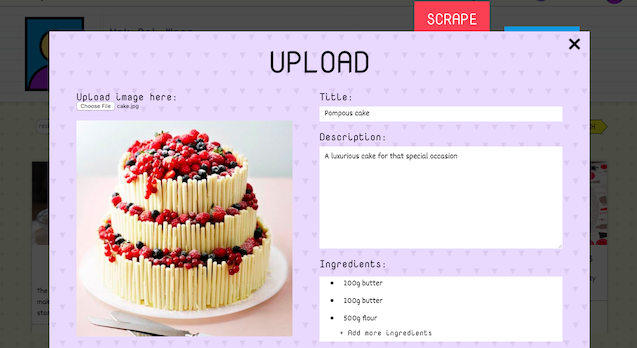 SCRAPE
UPLOAD
Upload image here:
Choose File cake.jpg
Title:
Pompous cake
Description:
A luxurious cake for that special occasion
Ingredients:
100g butter
100g butter
500g flour
+ Add more ingredients